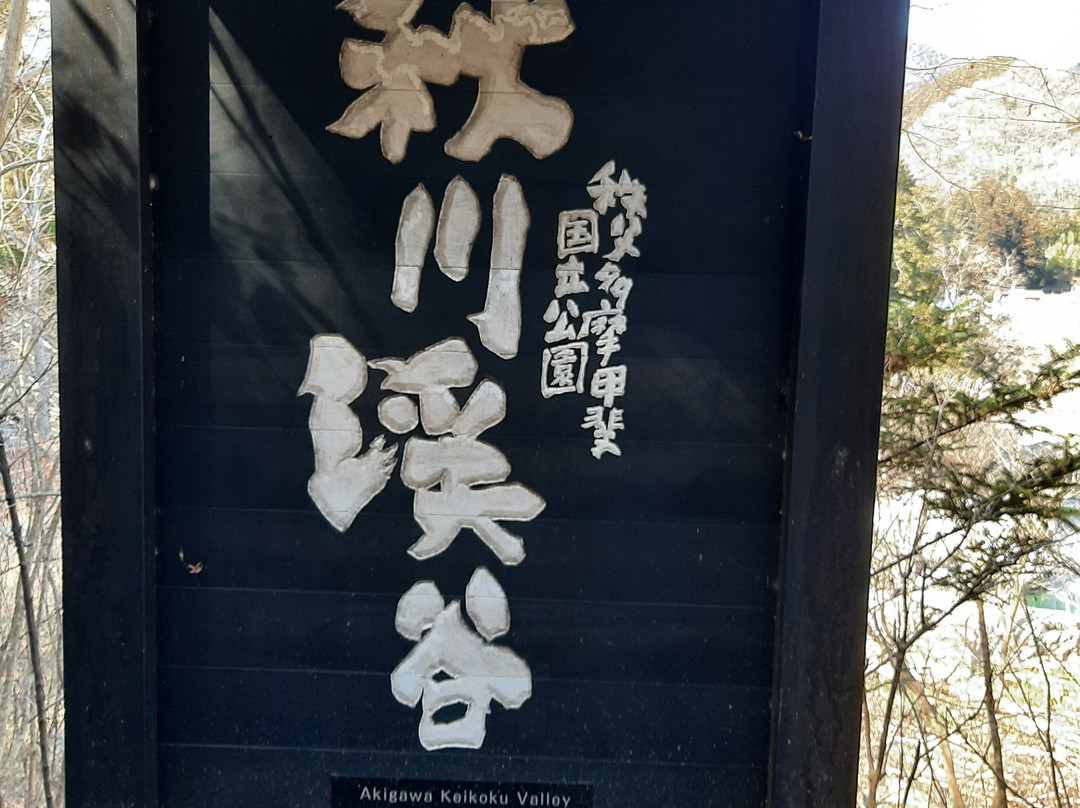 秩父多摩甲斐
国立公園
秋川渓谷
Akigawa Keikoku Valley